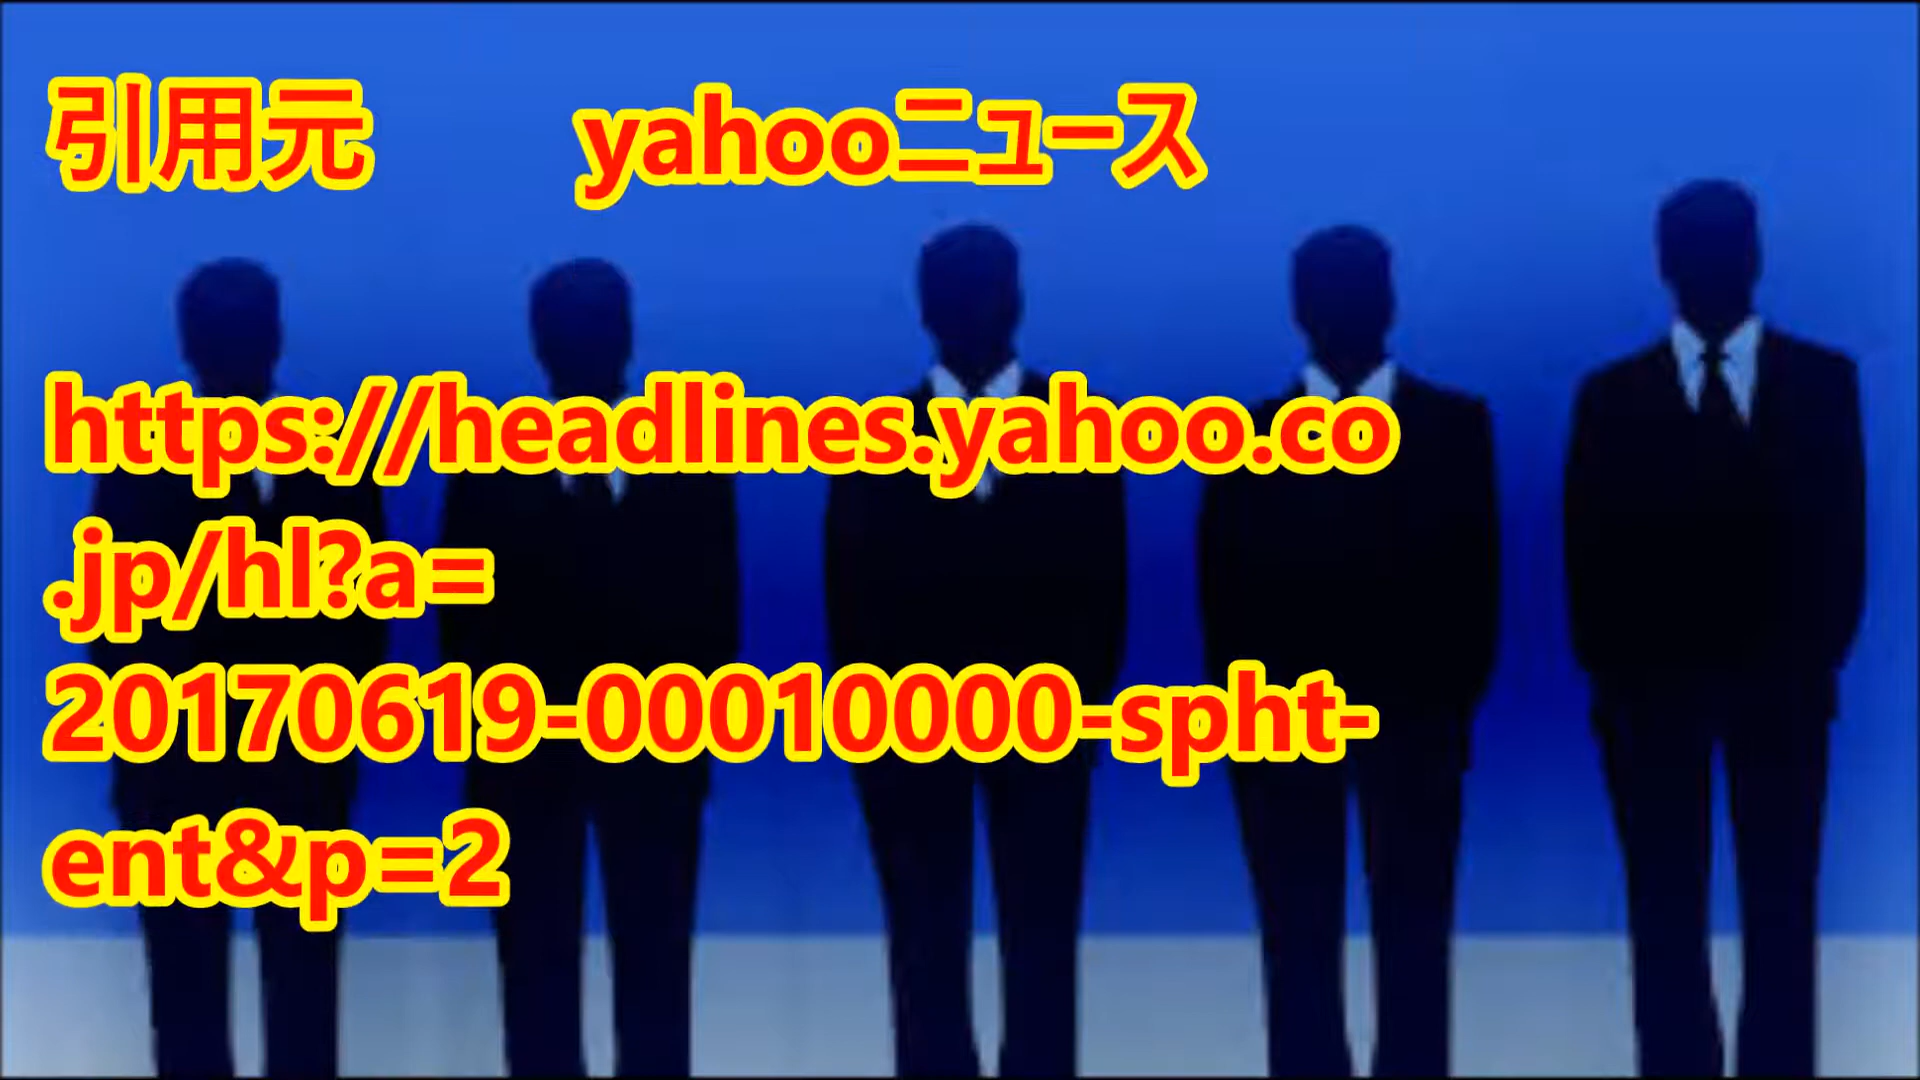 引用元　　yahooニュース
https://headlines.yahoo.co
.jp/hl?a=
20170619-00010000-spht-
ent&p=2